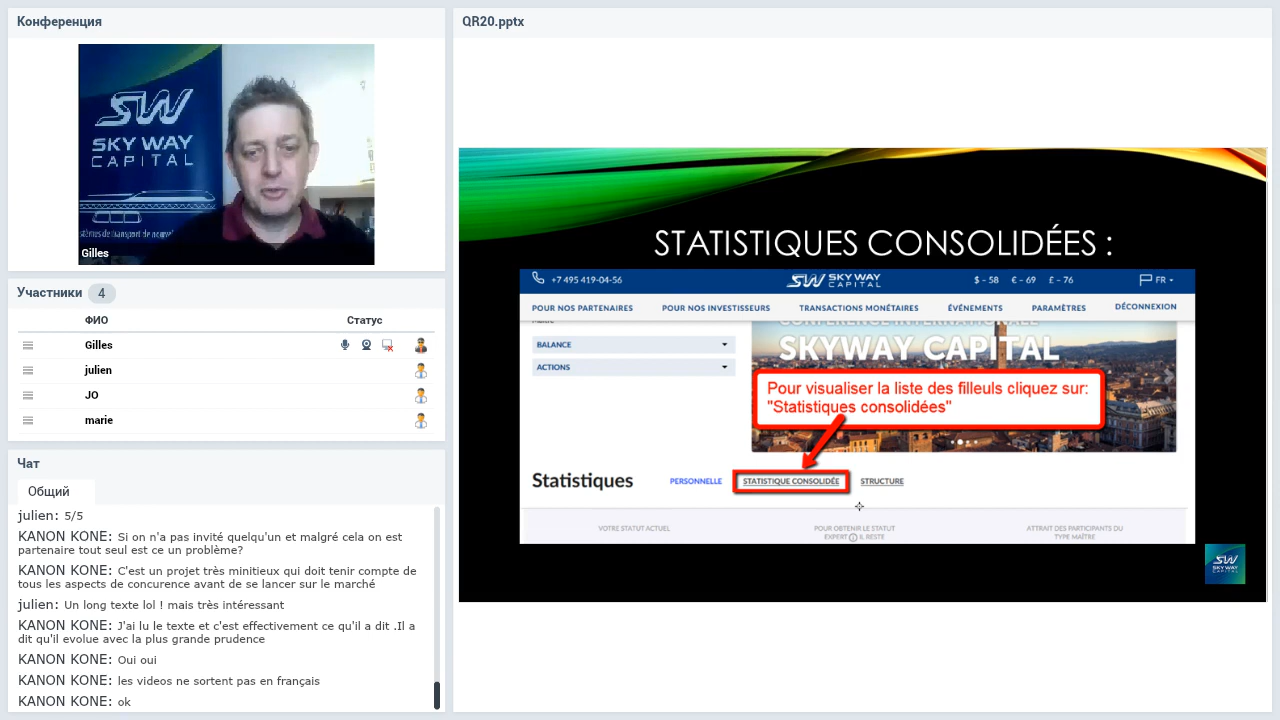 Конференция
SW
SKY WAY
CAPITAL
Gilles
Участники 4
ФИО Статус
Gilles
julien
JO
marie
Чат
Общий
julien: 5/5
KANON KONE: Si on n'a pas invité quelqu'un et malgré cela on est
partenaire tout seul est ce un problème?
KANON KONE: C'est un projet très minitieux qui doit tenir compte de
tous les aspects de concurence avant de se lancer sur le marché
julien: Un long texte lol ! mais très intéressant
KANON KONE: J'ai lu le texte et c'est effectivement ce qu'il a dit .Il a
dit qu'il evolue avec la plus grande prudence
KANON KONE: Oui oui
KANON KONE: les videos ne sortent pas en français
KANON KONE: ok
QR20.pptx
STATISTIQUES CONSOLIDÉES :
+7 495 419-04-56 SW SKY WAY CAPITAL $ – 58 € – 69 £ – 76 FR
POUR NOS PARTENAIRES POUR NOS INVESTISSEURS TRANSACTIONS MONÉTAIRES ÉVÉNEMENTS PARAMÈTRES DÉCONNEXION
CONFÉRENCE INTERNATIONALE
BALANCE
SKYWAY CAPITAL
ACTIONS
Pour visualiser la liste des filleuls cliquez sur:
"Statistiques consolidées"
Statistiques PERSONNELLE STATISTIQUE CONSOLIDÉE STRUCTURE
VOTRE STATUT ACTUEL POUR OBTENIR LE STATUT ATTRAIT DES PARTICIPANTS DU
EXPERT IL RESTE TYPE MAÎTRE
SW
SKY WAY
CAPITAL